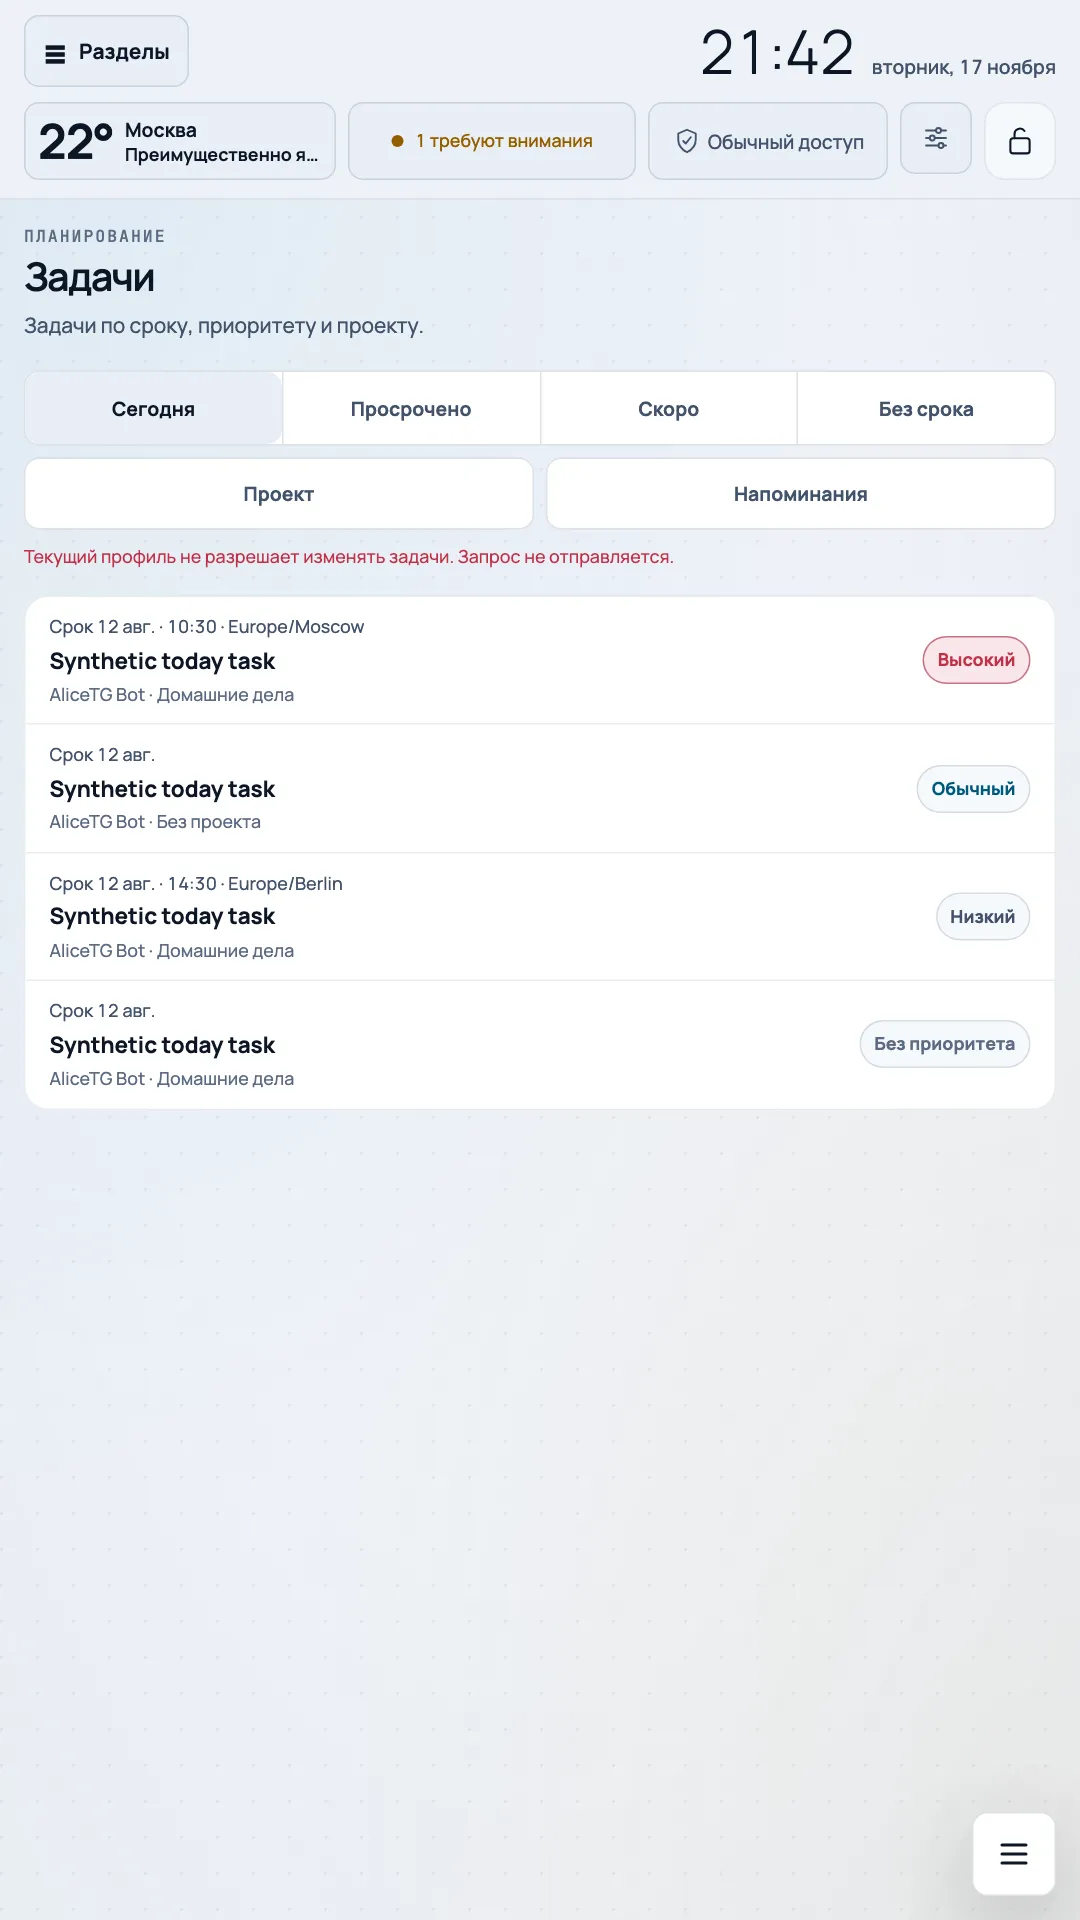 Разделы
21:42 вторник, 17 ноября
22° Москва
Преимущественно я...
1 требуют внимания
Обычный доступ
ПЛАНИРОВАНИЕ
Задачи
Задачи по сроку, приоритету и проекту.
Сегодня Просрочено Скоро Без срока
Проект Напоминания
Текущий профиль не разрешает изменять задачи. Запрос не отправляется.
Срок 12 авг. · 10:30 · Europe/Moscow
Synthetic today task
AliceTG Bot · Домашние дела
Высокий
Срок 12 авг.
Synthetic today task
AliceTG Bot · Без проекта
Обычный
Срок 12 авг. · 14:30 · Europe/Berlin
Synthetic today task
AliceTG Bot · Домашние дела
Низкий
Срок 12 авг.
Synthetic today task
AliceTG Bot · Домашние дела
Без приоритета